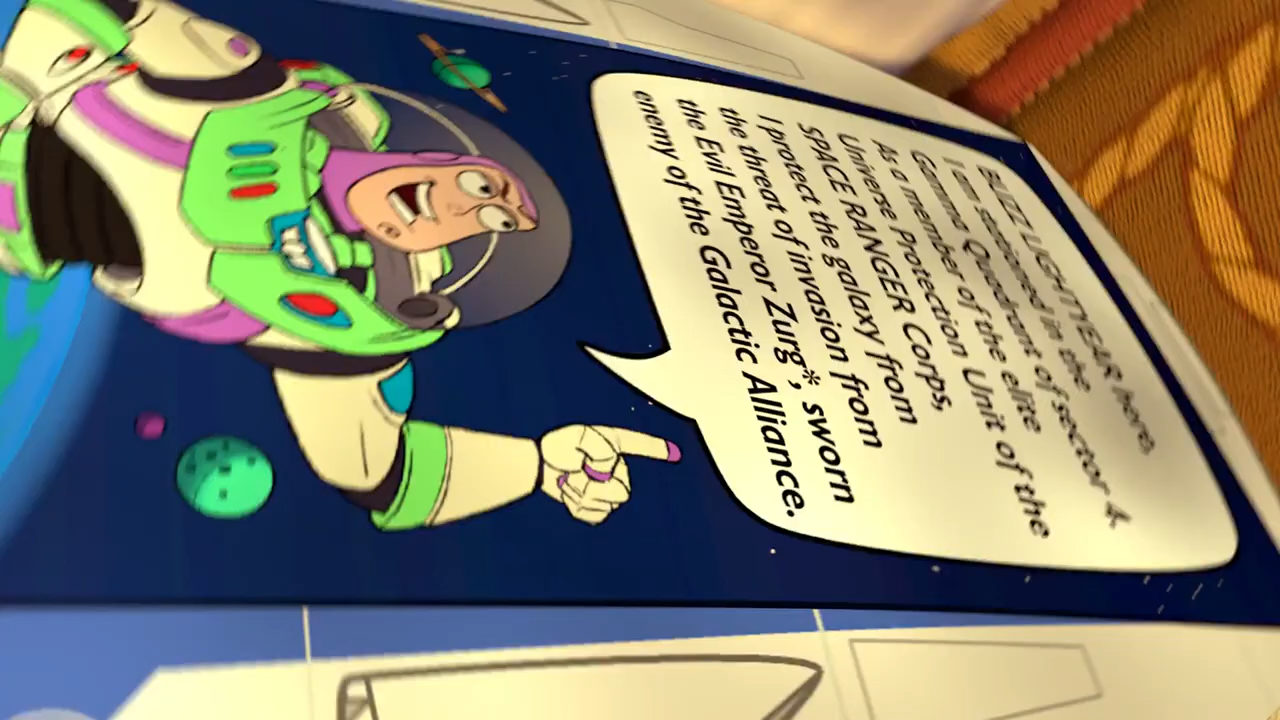 BUZZ LIGHTYEAR here.
I am stationed in the
Gamma Quadrant of sector 4.
As a member of the elite
Universe Protection Unit of the
SPACE RANGER Corps,
I protect the galaxy from
the threat of invasion from
the Evil Emperor Zurg*, sworn
enemy of the Galactic Alliance.